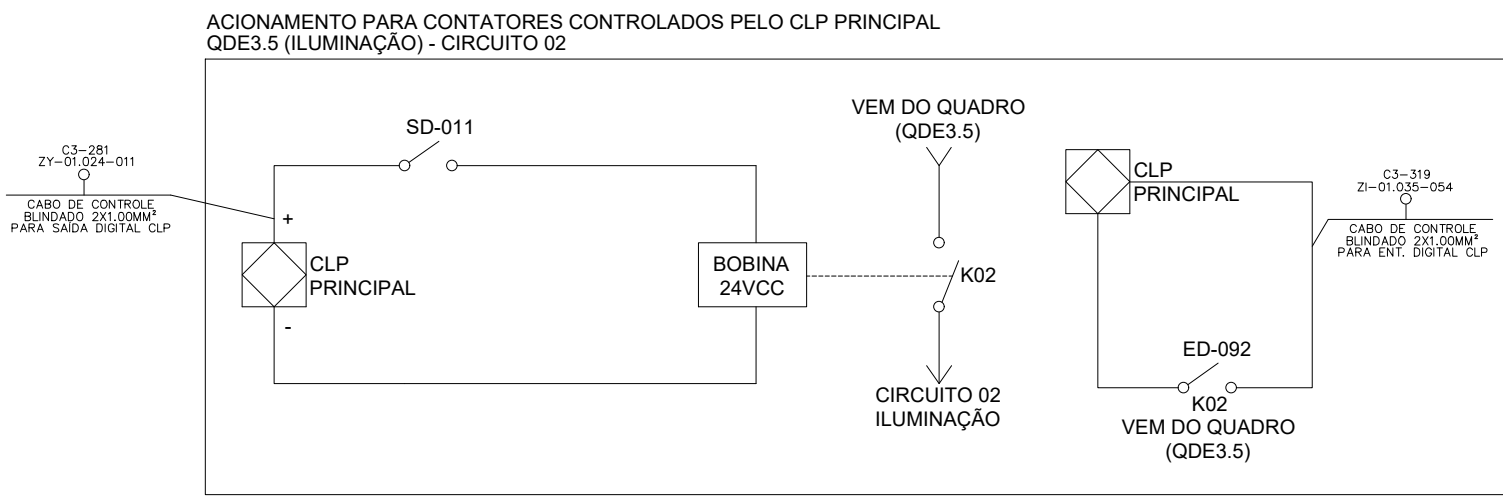 ACIONAMENTO PARA CONTATORES CONTROLADOS PELO CLP PRINCIPAL
QDE3.5 (ILUMINAÇÃO) - CIRCUITO 02
C3-281
ZY-01.024-011
CABO DE CONTROLE
BLINDADO 2X1.00MM²
PARA SAÍDA DIGITAL CLP
SD-011
+
CLP
PRINCIPAL
-
BOBINA
24VCC
VEM DO QUADRO
(QDE3.5)
K02
CIRCUITO 02
ILUMINAÇÃO
CLP
PRINCIPAL
ED-092
K02
VEM DO QUADRO
(QDE3.5)
C3-319
ZI-01.035-054
CABO DE CONTROLE
BLINDADO 2X1.00MM²
PARA ENT. DIGITAL CLP